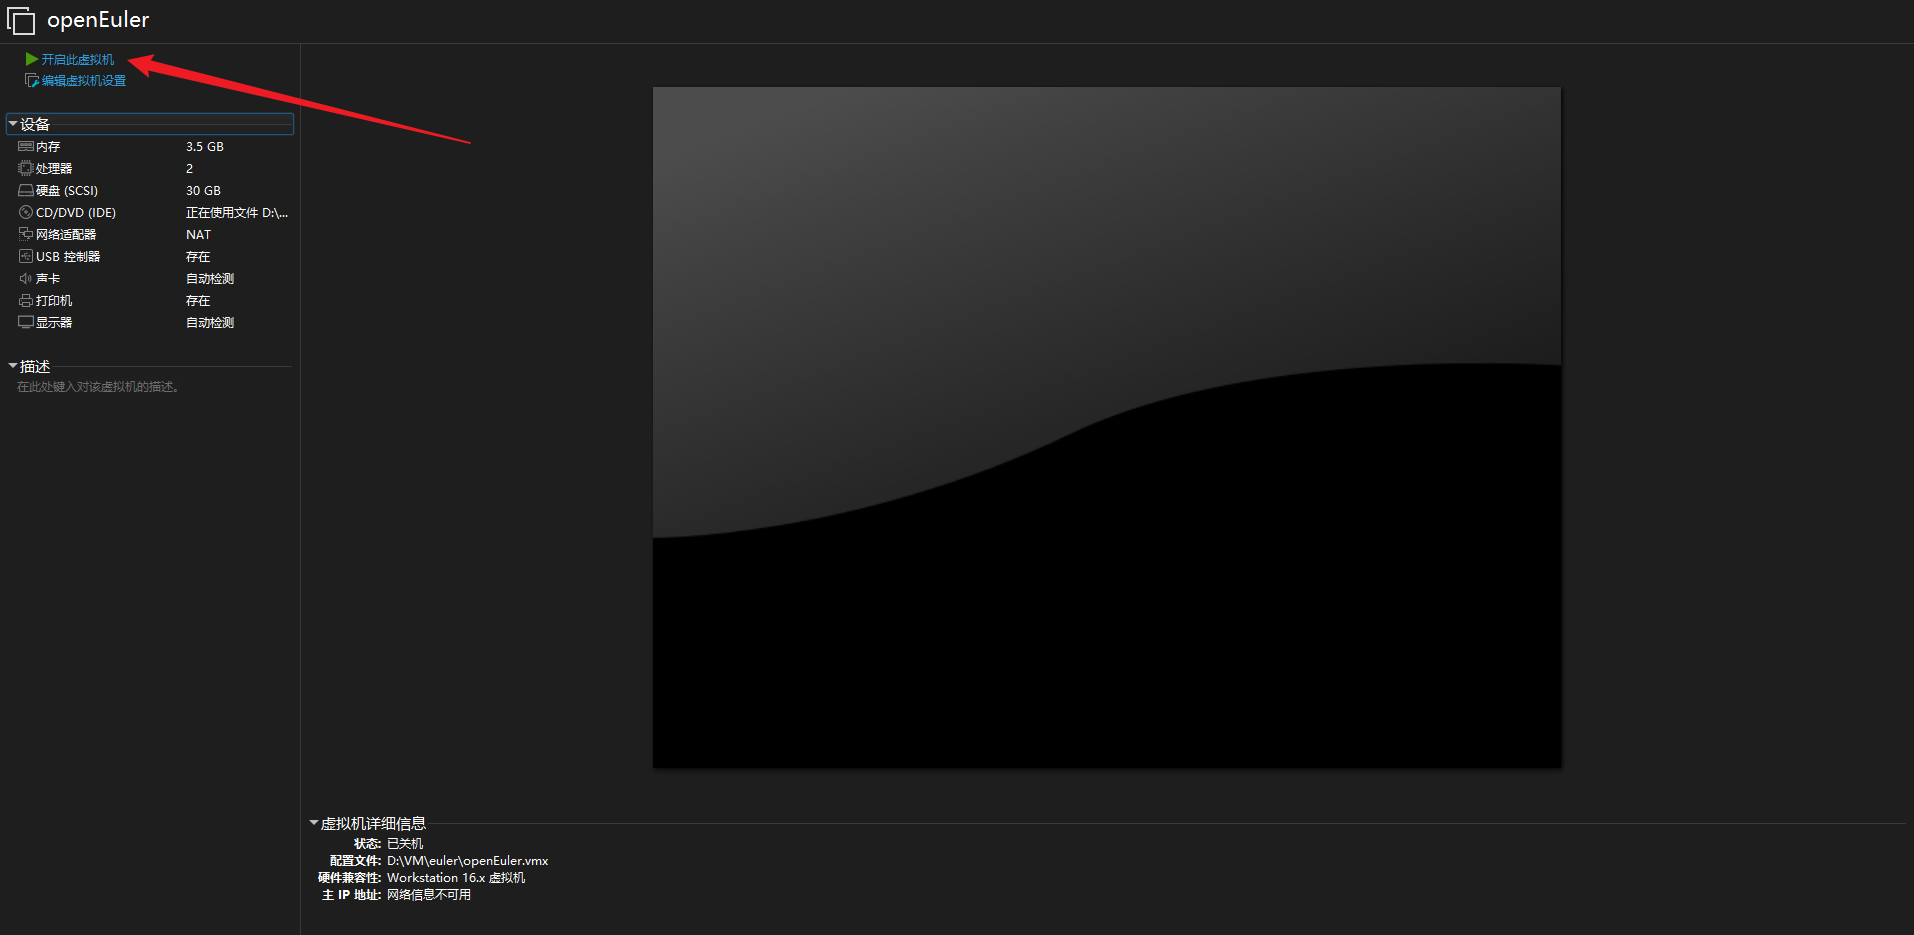 openEuler
开启此虚拟机
编辑虚拟机设置
设备
内存 3.5 GB
处理器 2
硬盘 (SCSI) 30 GB
CD/DVD (IDE) 正在使用文件 D:\...
网络适配器 NAT
USB 控制器 存在
声卡 自动检测
打印机 存在
显示器 自动检测
描述
在此处键入对该虚拟机的描述。
虚拟机详细信息
状态: 已关机
配置文件: D:\VM\euler\openEuler.vmx
硬件兼容性: Workstation 16.x 虚拟机
主 IP 地址: 网络信息不可用